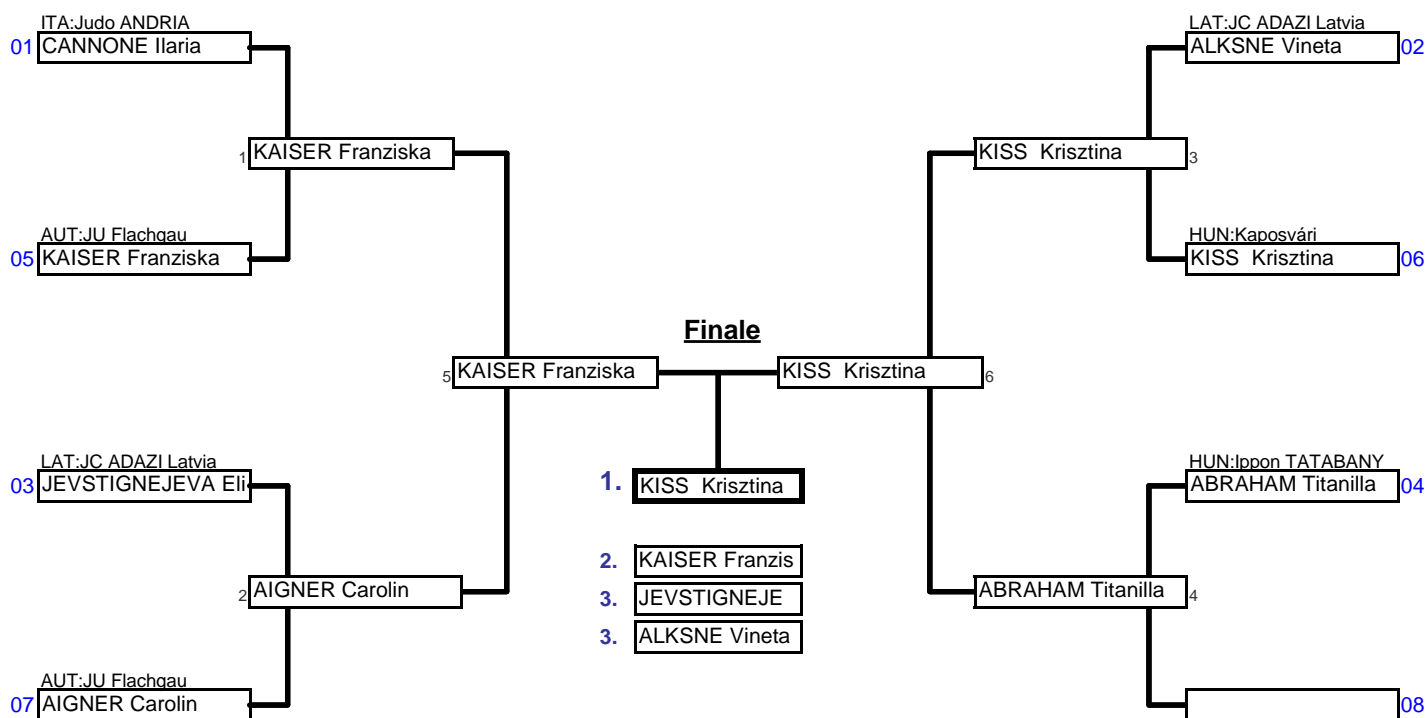 ITA:Judo ANDRIA
01 CANNONE Ilaria
1 KAISER Franziska
AUT:JU Flachgau
05 KAISER Franziska
5 KAISER Franziska
LAT:JC ADAZI Latvia
03 JEVSTIGNEJEVA Eli
2 AIGNER Carolin
AUT:JU Flachgau
07 AIGNER Carolin
Finale
1. KISS Krisztina
2. KAISER Franzis
3. JEVSTIGNEJE
3. ALKSNE Vineta
LAT:JC ADAZI Latvia
ALKSNE Vineta 02
KISS Krisztina 3
HUN:Kaposvári
KISS Krisztina 06
KISS Krisztina 6
HUN:Ippon TATABANY
ABRAHAM Titanilla 04
ABRAHAM Titanilla 4
08